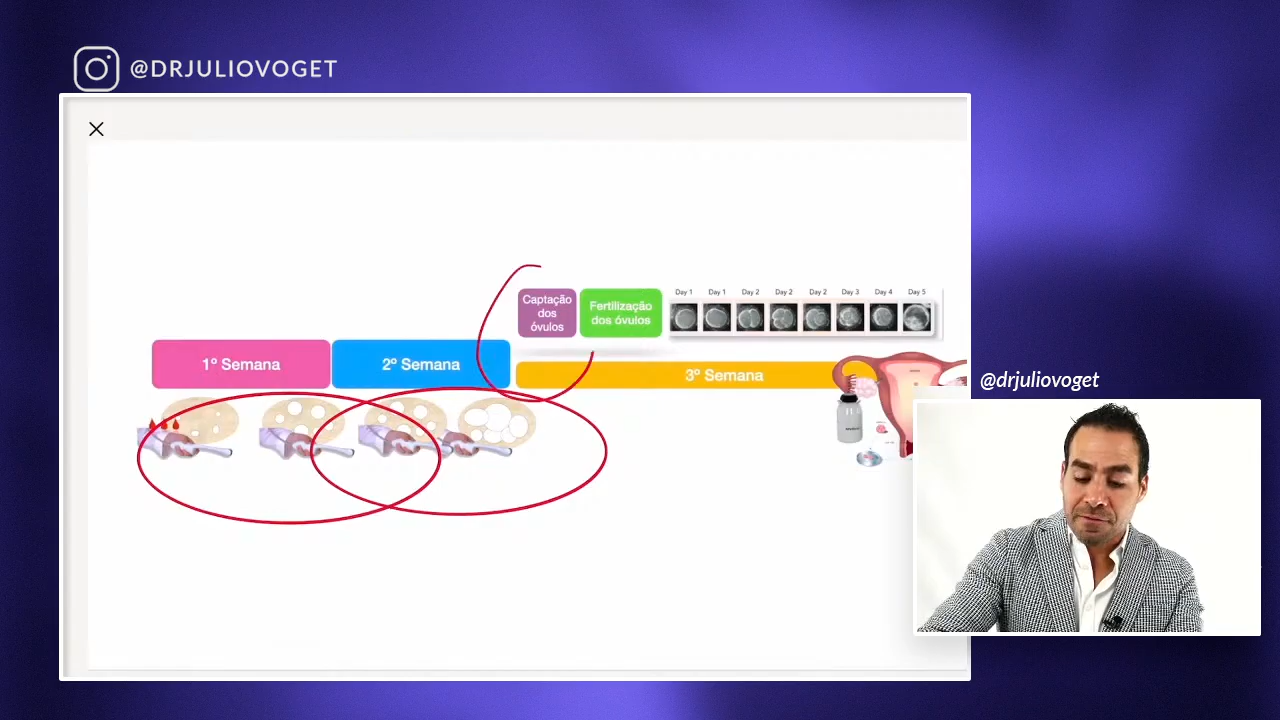 @DRJULIOVOGET
Captação
dos
óvulos
Fertilização
dos óvulos
Day 1 Day 1 Day 2 Day 2 Day 2 Day 3 Day 4 Day 5
1º Semana
2º Semana
3º Semana
@drjuliovoget